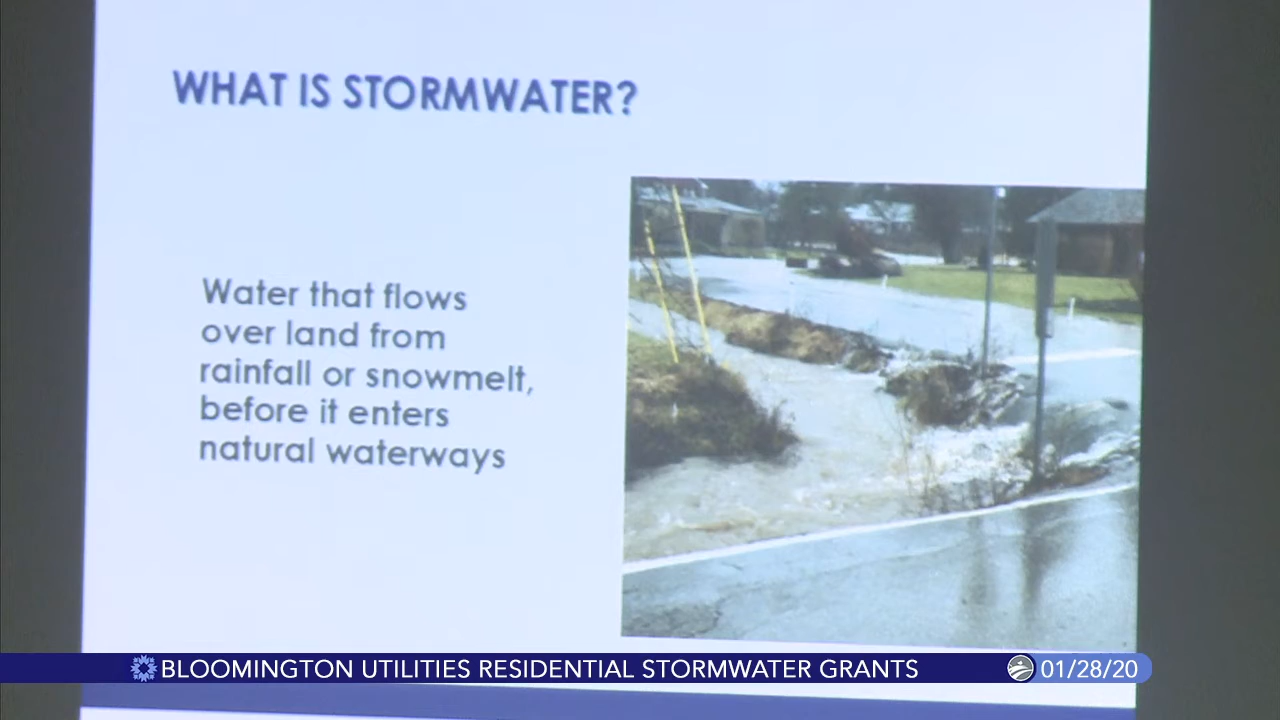 WHAT IS STORMWATER?
Water that flows
over land from
rainfall or snowmelt,
before it enters
natural waterways
BLOOMINGTON UTILITIES RESIDENTIAL STORMWATER GRANTS
01/28/20